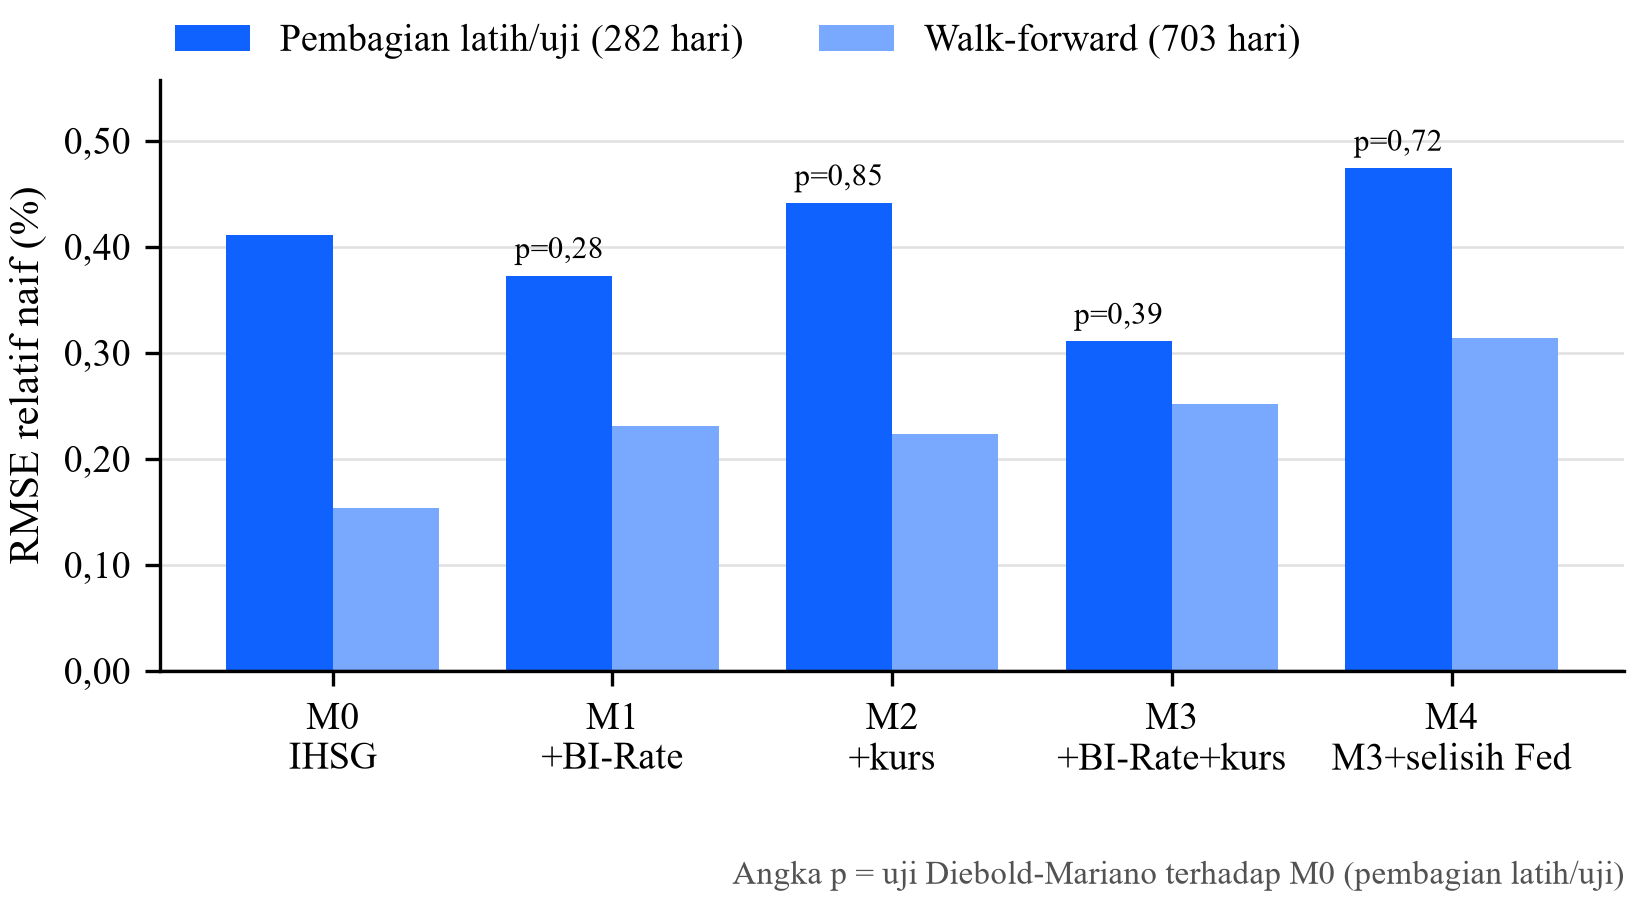 Pembagian latih/uji (282 hari)
Walk-forward (703 hari)
RMSE relatif naif (%)
0,50
0,40
0,30
0,20
0,10
0,00
p=0,28
p=0,85
p=0,39
p=0,72
M0
IHSG
M1
+BI-Rate
M2
+kurs
M3
+BI-Rate+kurs
M4
M3+selisih Fed
Angka p = uji Diebold-Mariano terhadap M0 (pembagian latih/uji)